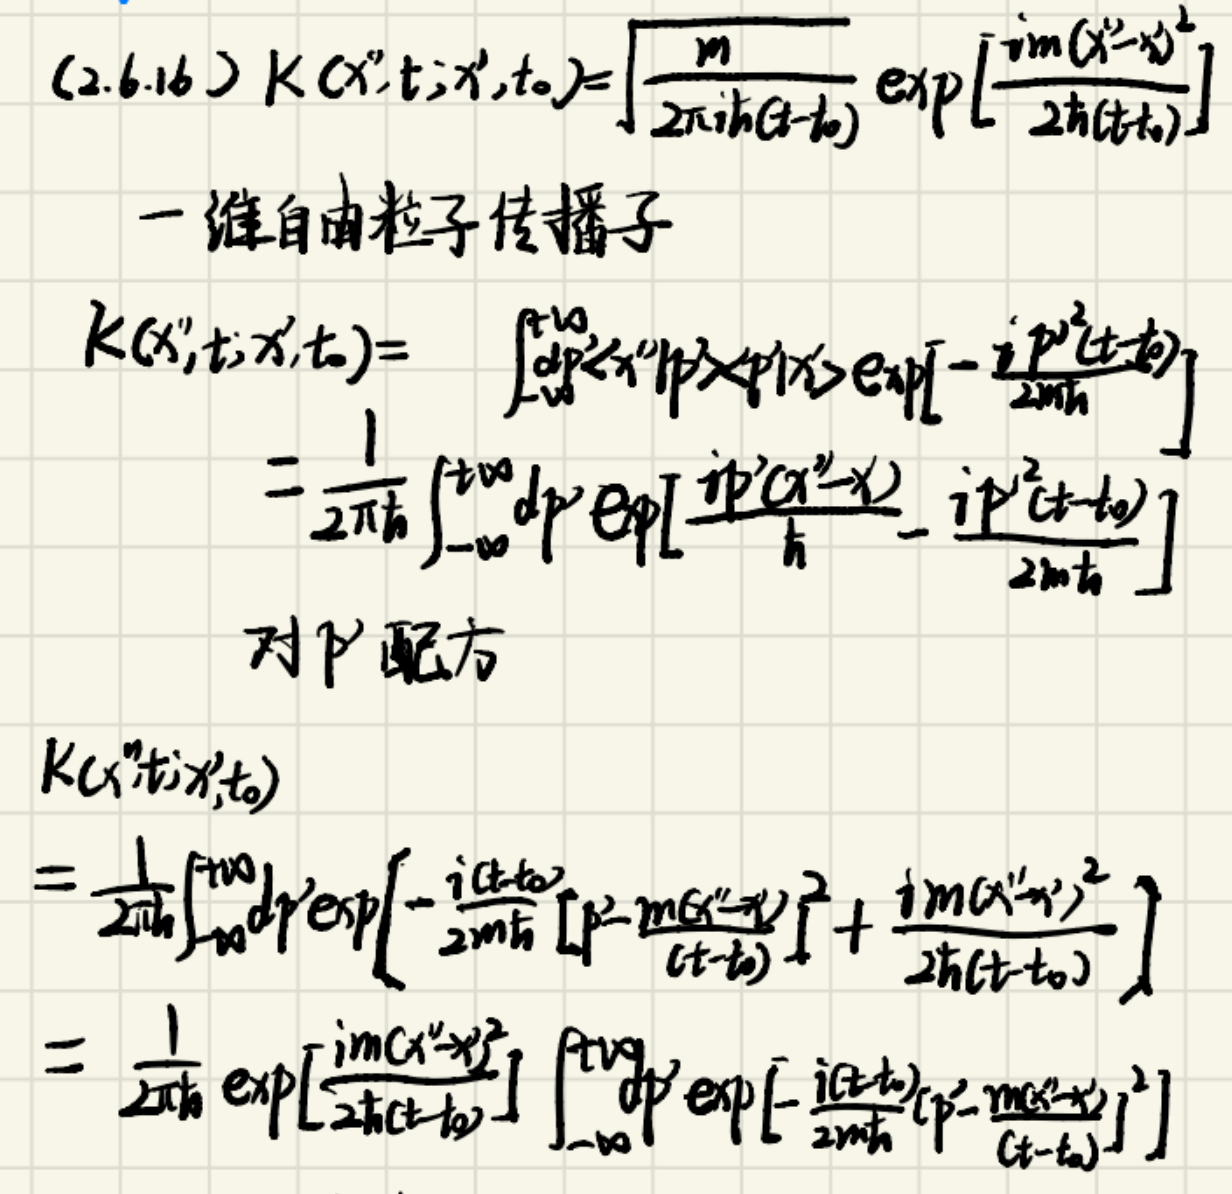 (2.6.16) K(x'',t;x',t₀)=√(m/(2πiħ(t-t₀))) exp[im(x''-x')²/(2ħ(t-t₀))]
一维自由粒子传播子
K(x'',t;x',t₀)= ∫_{-∞}^{+∞} dp'<x''|p'><p'|x'> exp[-ip'²(t-t₀)/(2mħ)]
= 1/(2πħ) ∫_{-∞}^{+∞} dp' exp[ip'(x''-x')/ħ - ip'²(t-t₀)/(2mħ)]
对p'配方
K(x'',t;x',t₀)
= 1/(2πħ) ∫_{-∞}^{+∞} dp' exp[-i(t-t₀)/(2mħ) [p'-m(x''-x')/(t-t₀)]² + im(x''-x')²/(2ħ(t-t₀))]
= 1/(2πħ) exp[im(x''-x')²/(2ħ(t-t₀))] ∫_{-∞}^{+∞} dp' exp[-i(t-t₀)/(2mħ) [p'-m(x''-x')/(t-t₀)]²]